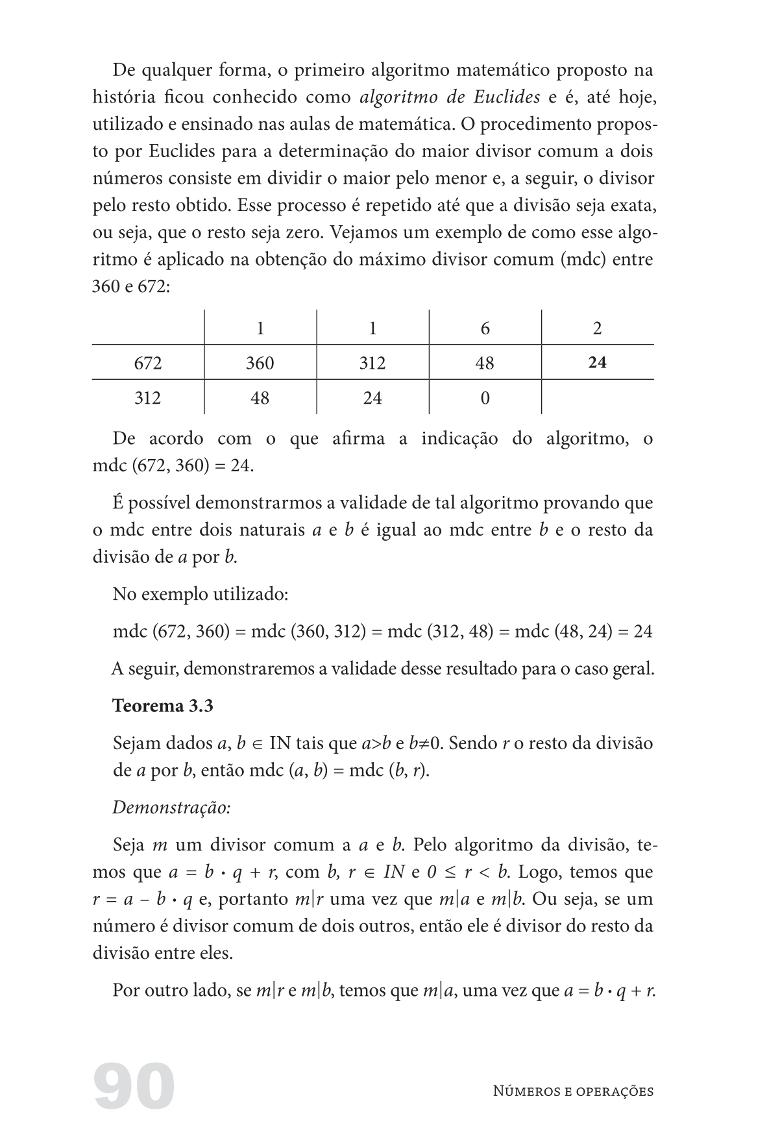 De qualquer forma, o primeiro algoritmo matemático proposto na
história ficou conhecido como algoritmo de Euclides e é, até hoje,
utilizado e ensinado nas aulas de matemática. O procedimento propos-
to por Euclides para a determinação do maior divisor comum a dois
números consiste em dividir o maior pelo menor e, a seguir, o divisor
pelo resto obtido. Esse processo é repetido até que a divisão seja exata,
ou seja, que o resto seja zero. Vejamos um exemplo de como esse algo-
ritmo é aplicado na obtenção do máximo divisor comum (mdc) entre
360 e 672:
1 1 6 2
672 360 312 48 24
312 48 24 0
De acordo com o que afirma a indicação do algoritmo, o
mdc (672, 360) = 24.
É possível demonstrarmos a validade de tal algoritmo provando que
o mdc entre dois naturais a e b é igual ao mdc entre b e o resto da
divisão de a por b.
No exemplo utilizado:
mdc (672, 360) = mdc (360, 312) = mdc (312, 48) = mdc (48, 24) = 24
A seguir, demonstraremos a validade desse resultado para o caso geral.
Teorema 3.3
Sejam dados a, b ∈ IN tais que a>b e b≠0. Sendo r o resto da divisão
de a por b, então mdc (a, b) = mdc (b, r).
Demonstração:
Seja m um divisor comum a a e b. Pelo algoritmo da divisão, te-
mos que a = b · q + r, com b, r ∈ IN e 0 ≤ r < b. Logo, temos que
r = a – b · q e, portanto m|r uma vez que m|a e m|b. Ou seja, se um
número é divisor comum de dois outros, então ele é divisor do resto da
divisão entre eles.
Por outro lado, se m|r e m|b, temos que m|a, uma vez que a = b · q + r.
90
Números e operações